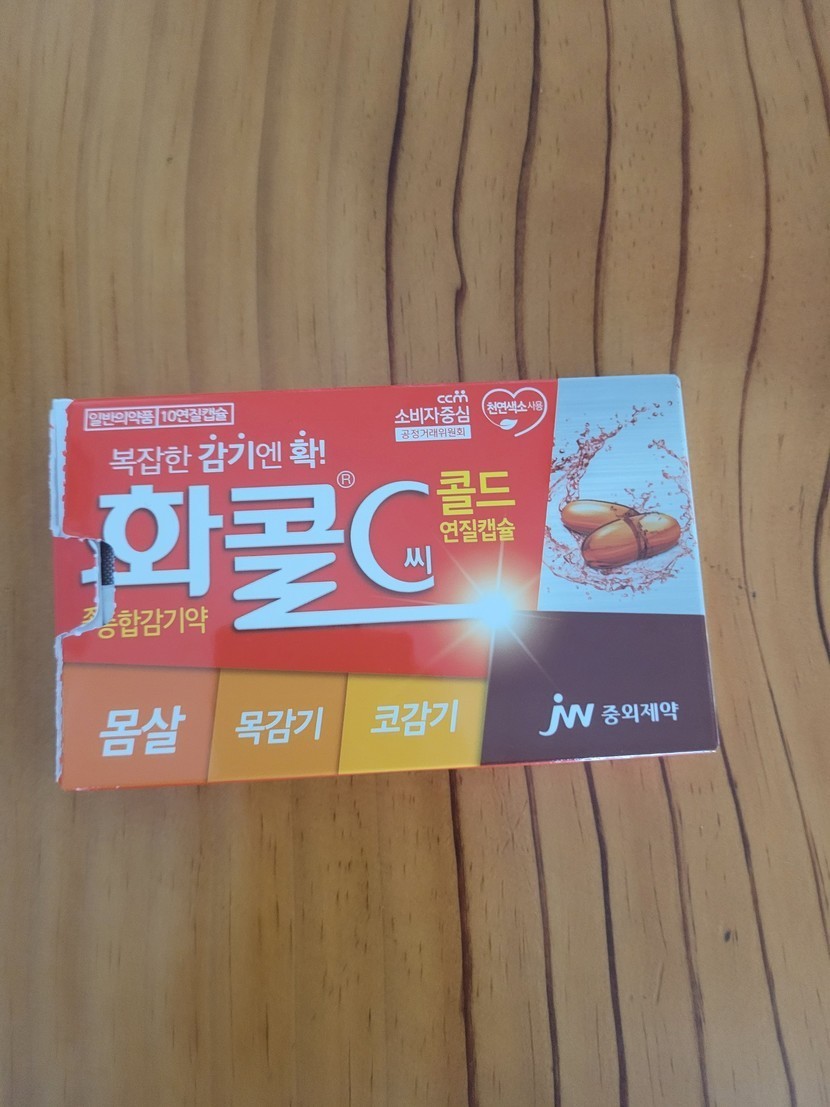 일반의약품 10연질캡슐
ccm
소비자중심
공정거래위원회
천연색소 사용
복잡한 감기엔 확!
화콜®C씨
콜드
연질캡슐
종합감기약
몸살
목감기
코감기
jw 중외제약